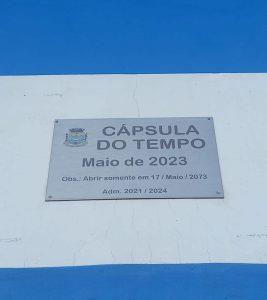 CÁPSULA
DO TEMPO
Maio de 2023
Obs.: Abrir somente em 17 / Maio / 2073
Adm. 2021 / 2024